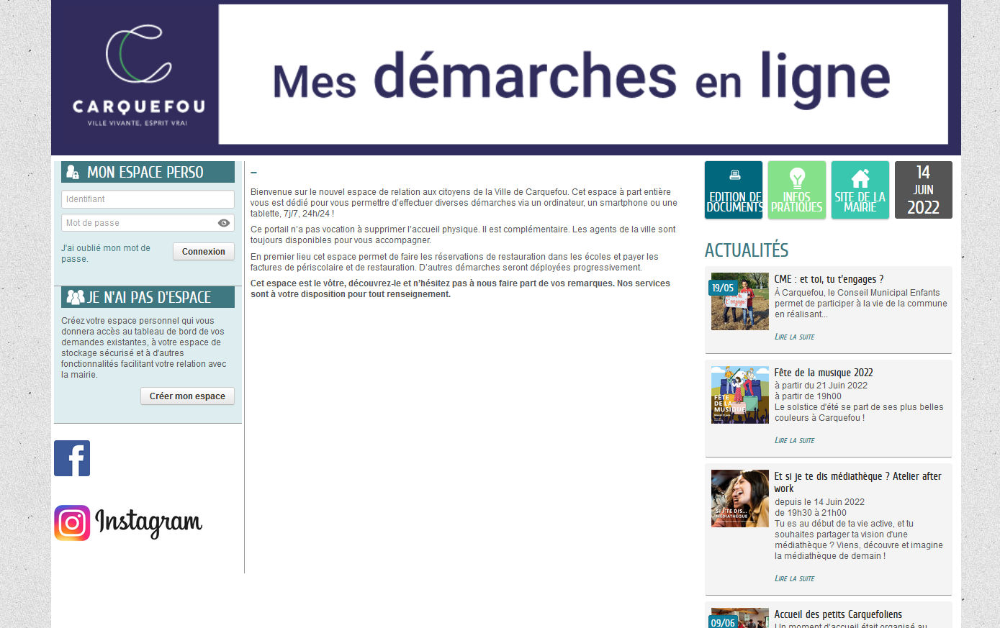 CARQUEFOU
VILLE VIVANTE, ESPRIT VRAI
Mes démarches en ligne
MON ESPACE PERSO
Identifiant
Mot de passe
J'ai oublié mon mot de
passe.
Connexion
JE N'AI PAS D'ESPACE
Créez votre espace personnel qui vous
donnera accès au tableau de bord de vos
demandes existantes, à votre espace de
stockage sécurisé et à d'autres
fonctionnalités facilitant votre relation avec
la mairie.
Créer mon espace
Instagram
–
Bienvenue sur le nouvel espace de relation aux citoyens de la Ville de Carquefou. Cet espace à part entière
vous est dédié pour vous permettre d’effectuer diverses démarches via un ordinateur, un smartphone ou une
tablette, 7j/7, 24h/24 !
Ce portail n’a pas vocation à supprimer l’accueil physique. Il est complémentaire. Les agents de la ville sont
toujours disponibles pour vous accompagner.
En premier lieu cet espace permet de faire les réservations de restauration dans les écoles et payer les
factures de périscolaire et de restauration. D’autres démarches seront déployées progressivement.
Cet espace est le vôtre, découvrez-le et n’hésitez pas à nous faire part de vos remarques. Nos services
sont à votre disposition pour tout renseignement.
EDITION DE
DOCUMENTS
INFOS
PRATIQUES
SITE DE LA
MAIRIE
14
JUIN
2022
ACTUALITÉS
19/05
CME : et toi, tu t'engages ?
À Carquefou, le Conseil Municipal Enfants
permet de participer à la vie de la commune
en réalisant...
Lire la suite
FÊTE
DE LA
MUSIQUE
Fête de la musique 2022
à partir du 21 Juin 2022
à partir de 19h00
Le solstice d'été se part de ses plus belles
couleurs à Carquefou !
Lire la suite
SI J'TE DIS...
MÉDIATHÈQUE
Et si je te dis médiathèque ? Atelier after
work
depuis le 14 Juin 2022
de 19h30 à 21h00
Tu es au début de ta vie active, et tu
souhaites partager ta vision d'une
médiathèque ? Viens, découvre et imagine
la médiathèque de demain !
Lire la suite
09/06
Accueil des petits Carquefoliens
Un moment d'accueil était organisé au